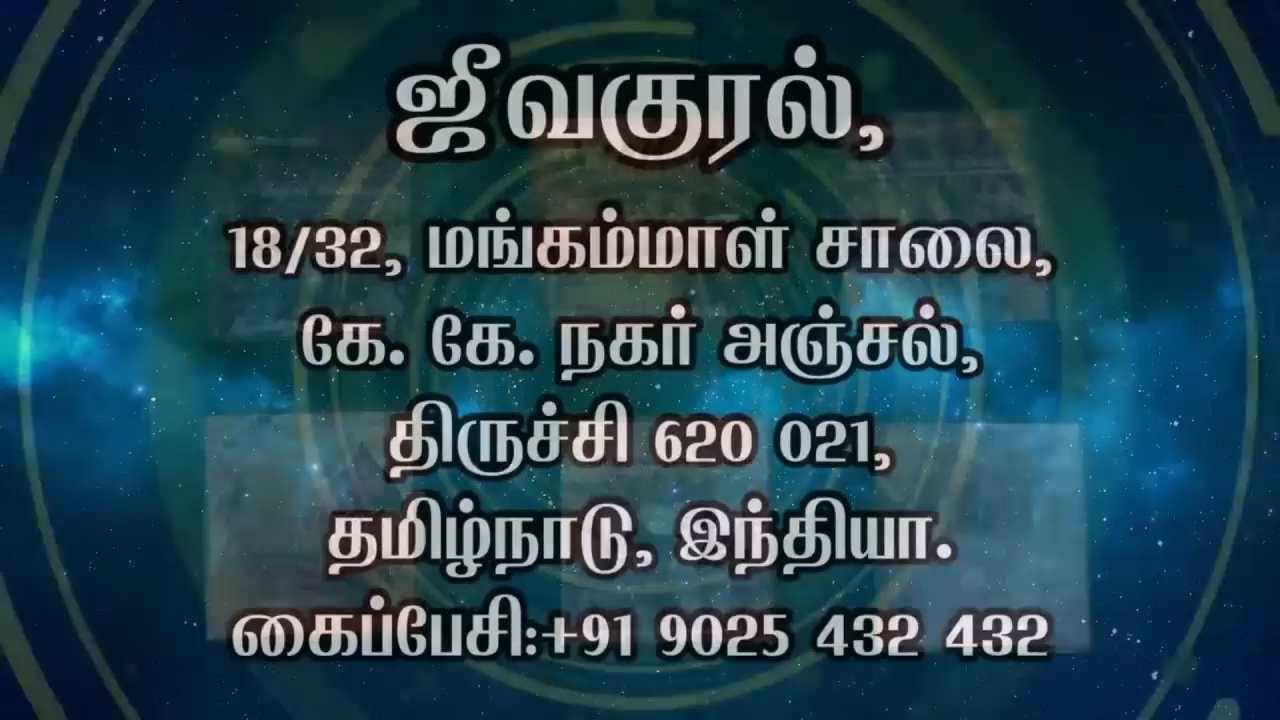 ஜீவகுரல்,
18/32, மங்கம்மாள் சாலை,
கே. கே. நகர் அஞ்சல்,
திருச்சி 620 021,
தமிழ்நாடு, இந்தியா.
கைப்பேசி:+91 9025 432 432